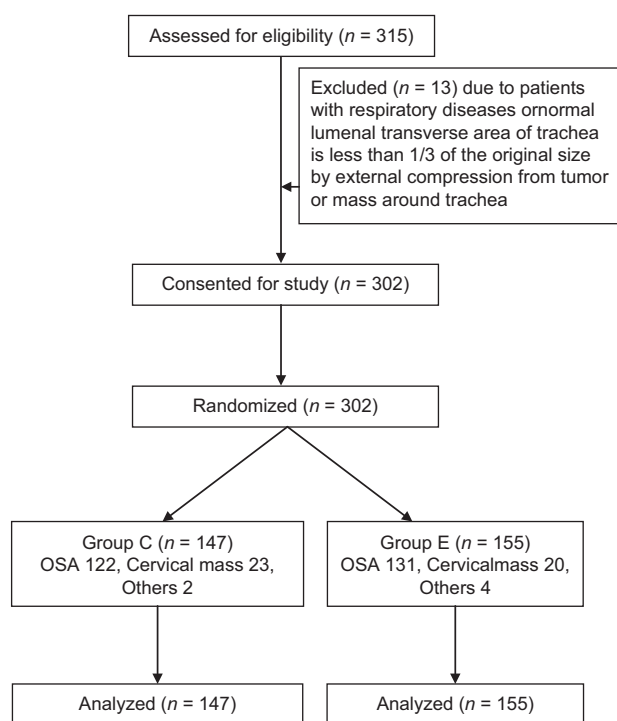 Assessed for eligibility (n = 315)
Excluded (n = 13) due to patients
with respiratory diseases ornormal
lumenal transverse area of trachea
is less than 1/3 of the original size
by external compression from tumor
or mass around trachea
Consented for study (n = 302)
Randomized (n = 302)
Group C (n = 147)
OSA 122, Cervical mass 23,
Others 2
Group E (n = 155)
OSA 131, Cervicalmass 20,
Others 4
Analyzed (n = 147)
Analyzed (n = 155)